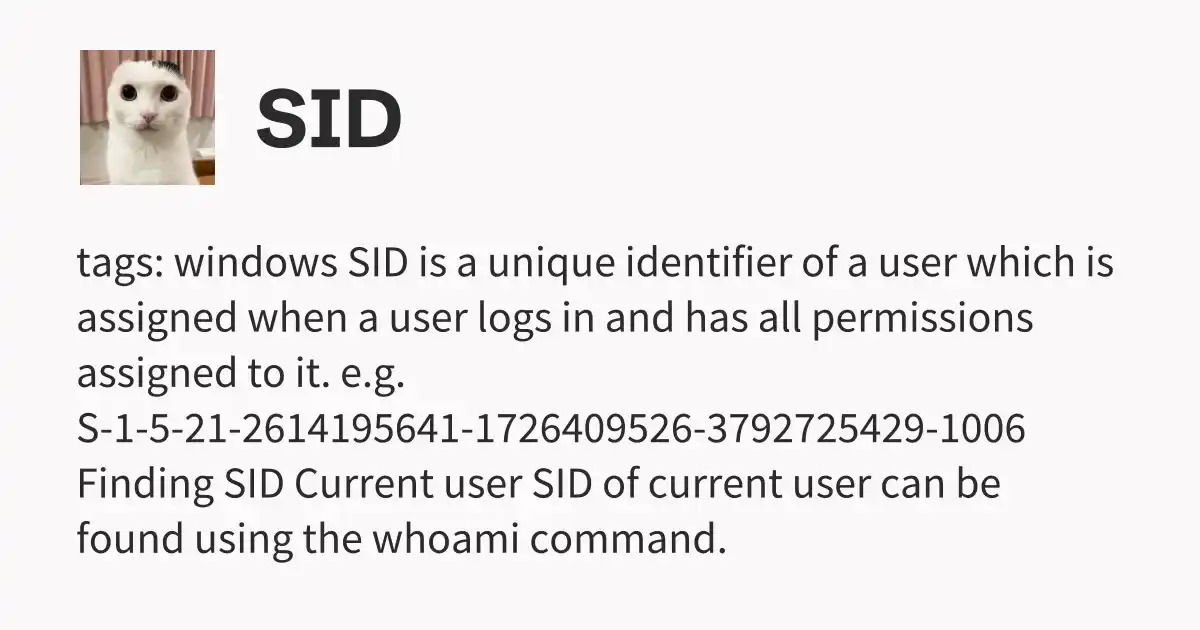 SID
tags: windows SID is a unique identifier of a user which is
assigned when a user logs in and has all permissions
assigned to it. e.g.
S-1-5-21-2614195641-1726409526-3792725429-1006
Finding SID Current user SID of current user can be
found using the whoami command.